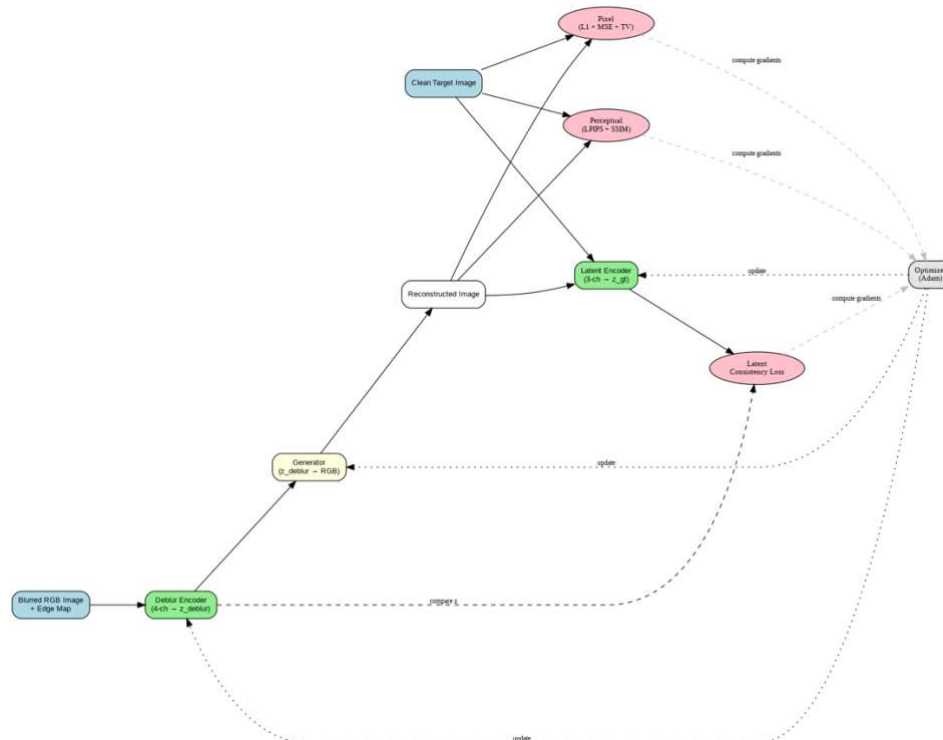 Pixel
(L1 + MSE + TV)
compute gradients
Clean Target Image
Perceptual
(LPIPS + SSIM)
compute gradients
Latent Encoder
(3-ch → z_gt)
update
Optimize
(Adam)
Reconstructed Image
compute gradients
Latent
Consistency Loss
Generator
(z_deblur → RGB)
update
Blurred RGB Image
+ Edge Map
Deblur Encoder
(4-ch → z_deblur)
compare z
update